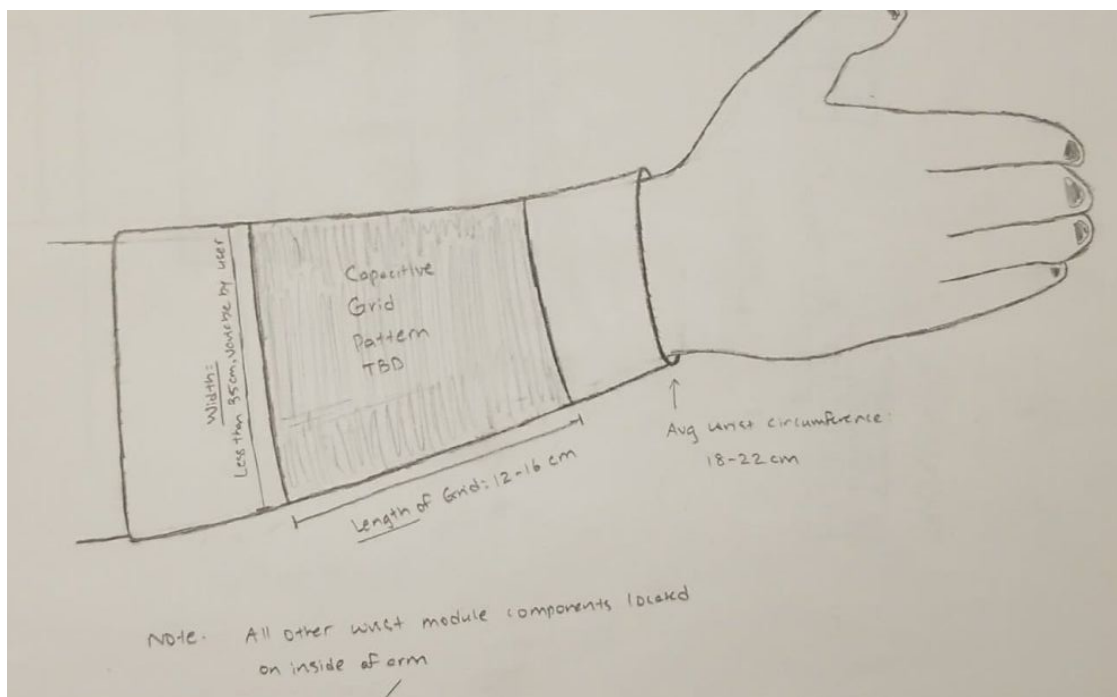 Capacitive
Grid
Pattern
TBD
Width:
Less than 35cm, Variable by user
Length of Grid: 12-16 cm
Avg wrist circumference:
18-22 cm
Note. All other wrist module components located
on inside of arm